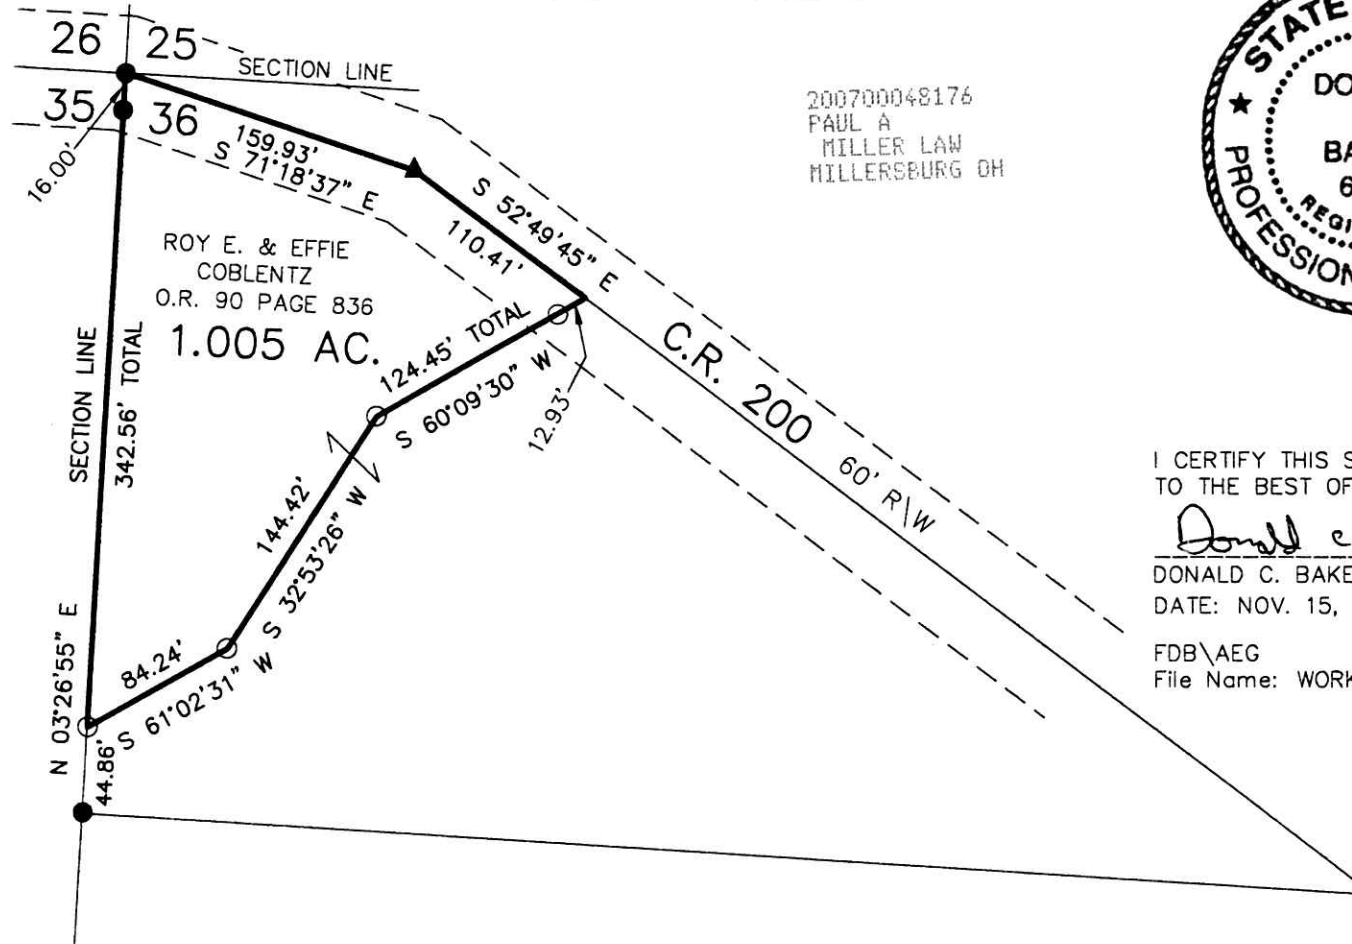 26 25
SECTION LINE
35 36
16.00'
159.93'
S 71°18'37" E
S 52°49'45" E
110.41'
200700048176
PAUL A
MILLER LAW
MILLERSBURG OH
STATE
DO
BA
6
REGI
★ PROFESSION
ROY E. & EFFIE
COBLENTZ
O.R. 90 PAGE 836
1.005 AC.
SECTION LINE
342.56' TOTAL
124.45' TOTAL
S 60°09'30" W
12.93'
C.R. 200
60' R\W
144.42'
S 32°53'26" W
84.24'
S 61°02'31" W
N 03°26'55" E
44.86'
I CERTIFY THIS S
TO THE BEST OF
Donald C
DONALD C. BAKE
DATE: NOV. 15,
FDB\AEG
File Name: WORK